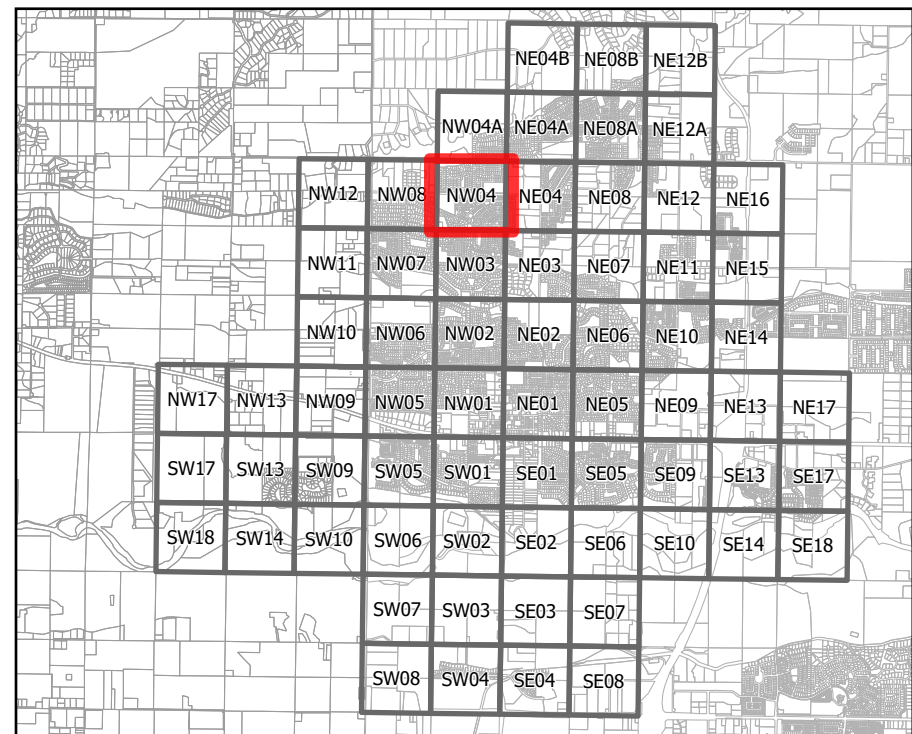 NE04B NE08B NE12B
NW04A NE04A NE08A NE12A
NW12 NW08 NW04 NE04 NE08 NE12 NE16
NW11 NW07 NW03 NE03 NE07 NE11 NE15
NW10 NW06 NW02 NE02 NE06 NE10 NE14
NW17 NW13 NW09 NW05 NW01 NE01 NE05 NE09 NE13 NE17
SW17 SW13 SW09 SW05 SW01 SE01 SE05 SE09 SE13 SE17
SW18 SW14 SW10 SW06 SW02 SE02 SE06 SE10 SE14 SE18
SW07 SW03 SE03 SE07
SW08 SW04 SE04 SE08